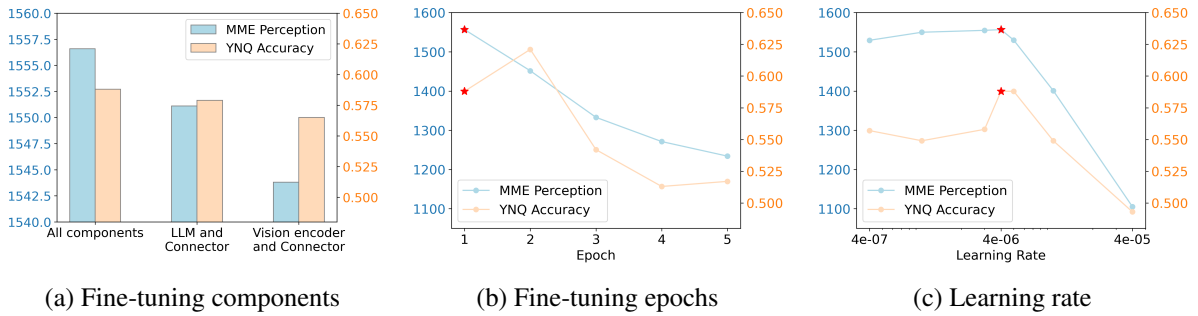 1560.0
1557.5
1555.0
1552.5
1550.0
1547.5
1545.0
1542.5
1540.0
0.650
0.625
0.600
0.575
0.550
0.525
0.500
MME Perception
YNQ Accuracy
All components
LLM and
Connector
Vision encoder
and Connector
(a) Fine-tuning components
1600
1500
1400
1300
1200
1100
0.650
0.625
0.600
0.575
0.550
0.525
0.500
MME Perception
YNQ Accuracy
1 2 3 4 5
Epoch
(b) Fine-tuning epochs
1600
1500
1400
1300
1200
1100
0.650
0.625
0.600
0.575
0.550
0.525
0.500
MME Perception
YNQ Accuracy
4e-07 4e-06 4e-05
Learning Rate
(c) Learning rate